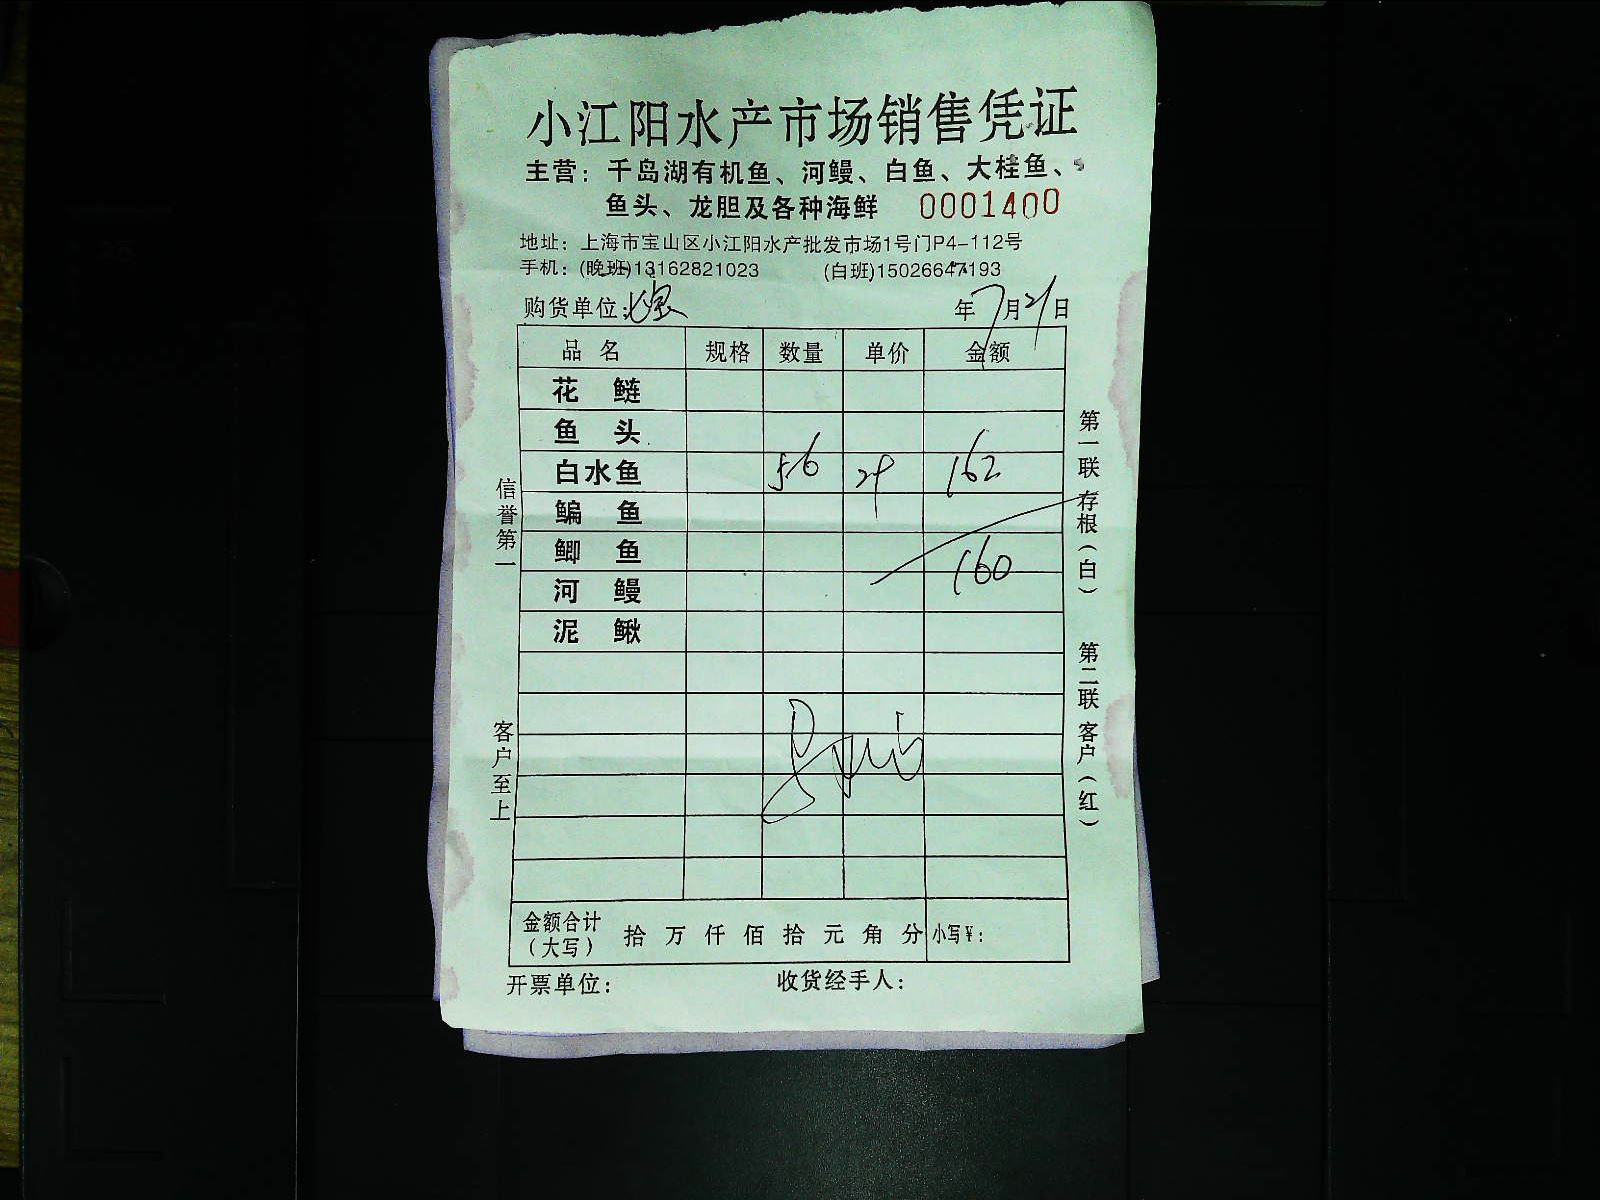 小江阳水产市场销售凭证
主营：千岛湖有机鱼、河鳗、白鱼、大桂鱼、
鱼头、龙胆及各种海鲜 0001400
地址：上海市宝山区小江阳水产批发市场1号门P4-112号
手机：(晚班)13162821023 (白班)15026647193
购货单位： 年7月21日
品名 规格 数量 单价 金额
花鲢
鱼头
白水鱼 5.6 29 162
鳊鱼
鲫鱼 160
河鳗
泥鳅
金额合计（大写） 拾万仟佰拾元角分 小写¥：
开票单位： 收货经手人：
信誉第一
客户至上
第一联 存根（白）
第二联 客户（红）